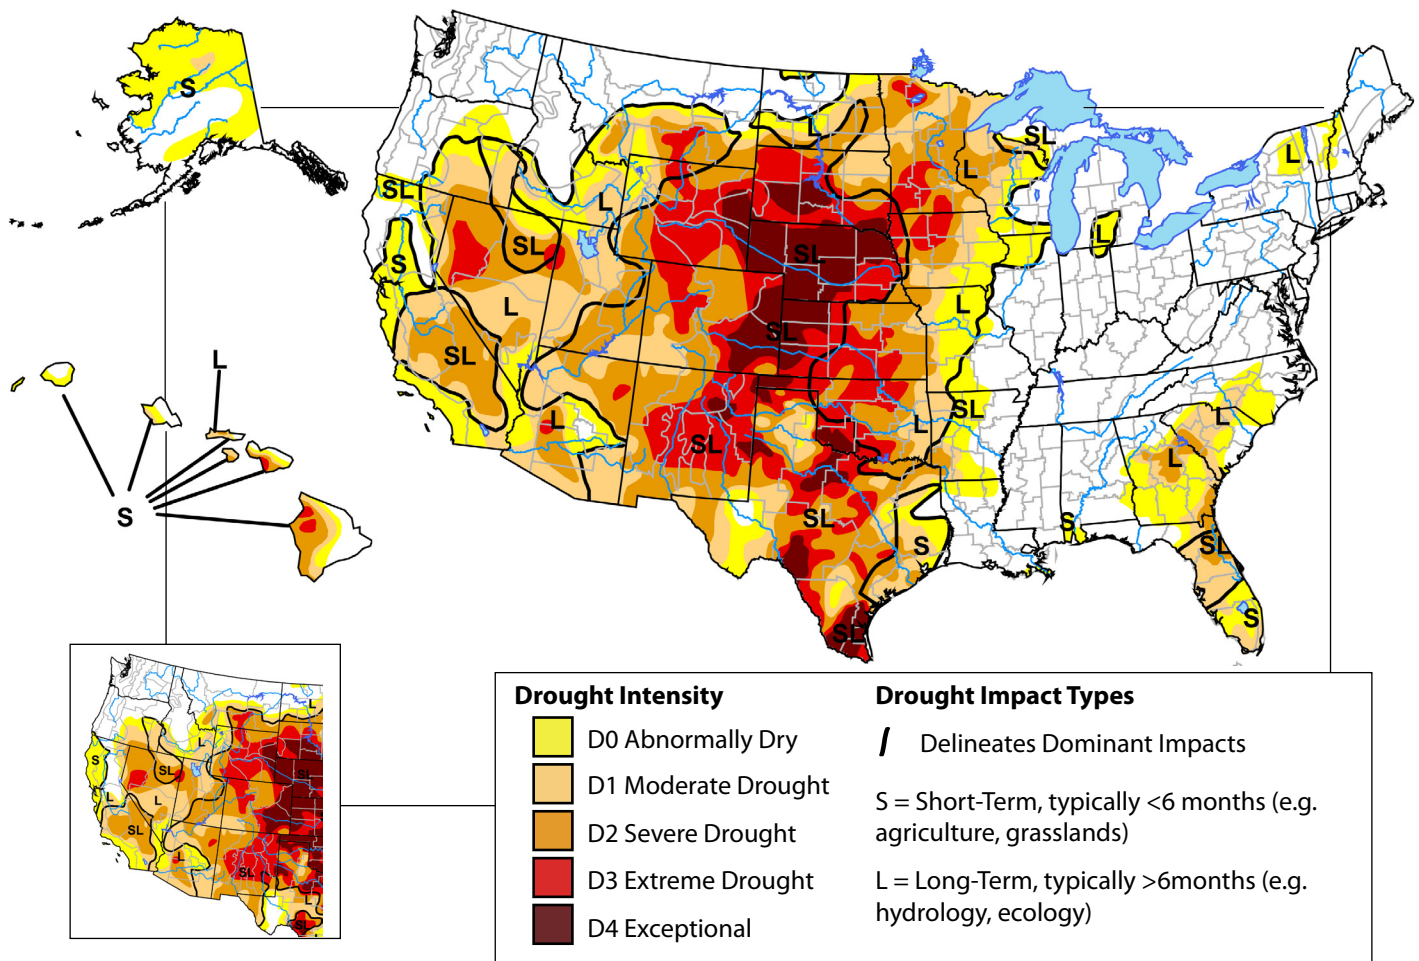 S
SL
S
SL
L
L
SL
SL
SL
L
SL
L
SL
L
L
L
L
SL
L
SL
SL
S
SL
L
L
S
SL
S
L
S
S
L
SL
L
L
SL
L
SL
SL
L
SL
L
Drought Intensity
D0 Abnormally Dry
D1 Moderate Drought
D2 Severe Drought
D3 Extreme Drought
D4 Exceptional
Drought Impact Types
Delineates Dominant Impacts
S = Short-Term, typically <6 months (e.g.
agriculture, grasslands)
L = Long-Term, typically >6months (e.g.
hydrology, ecology)